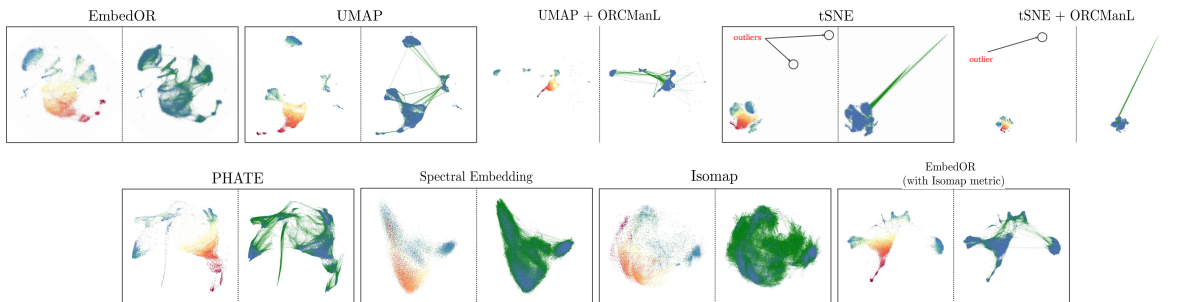 EmbedOR
UMAP
UMAP + ORCManL
tSNE
tSNE + ORCManL
outliers
outlier
PHATE
Spectral Embedding
Isomap
EmbedOR
(with Isomap metric)